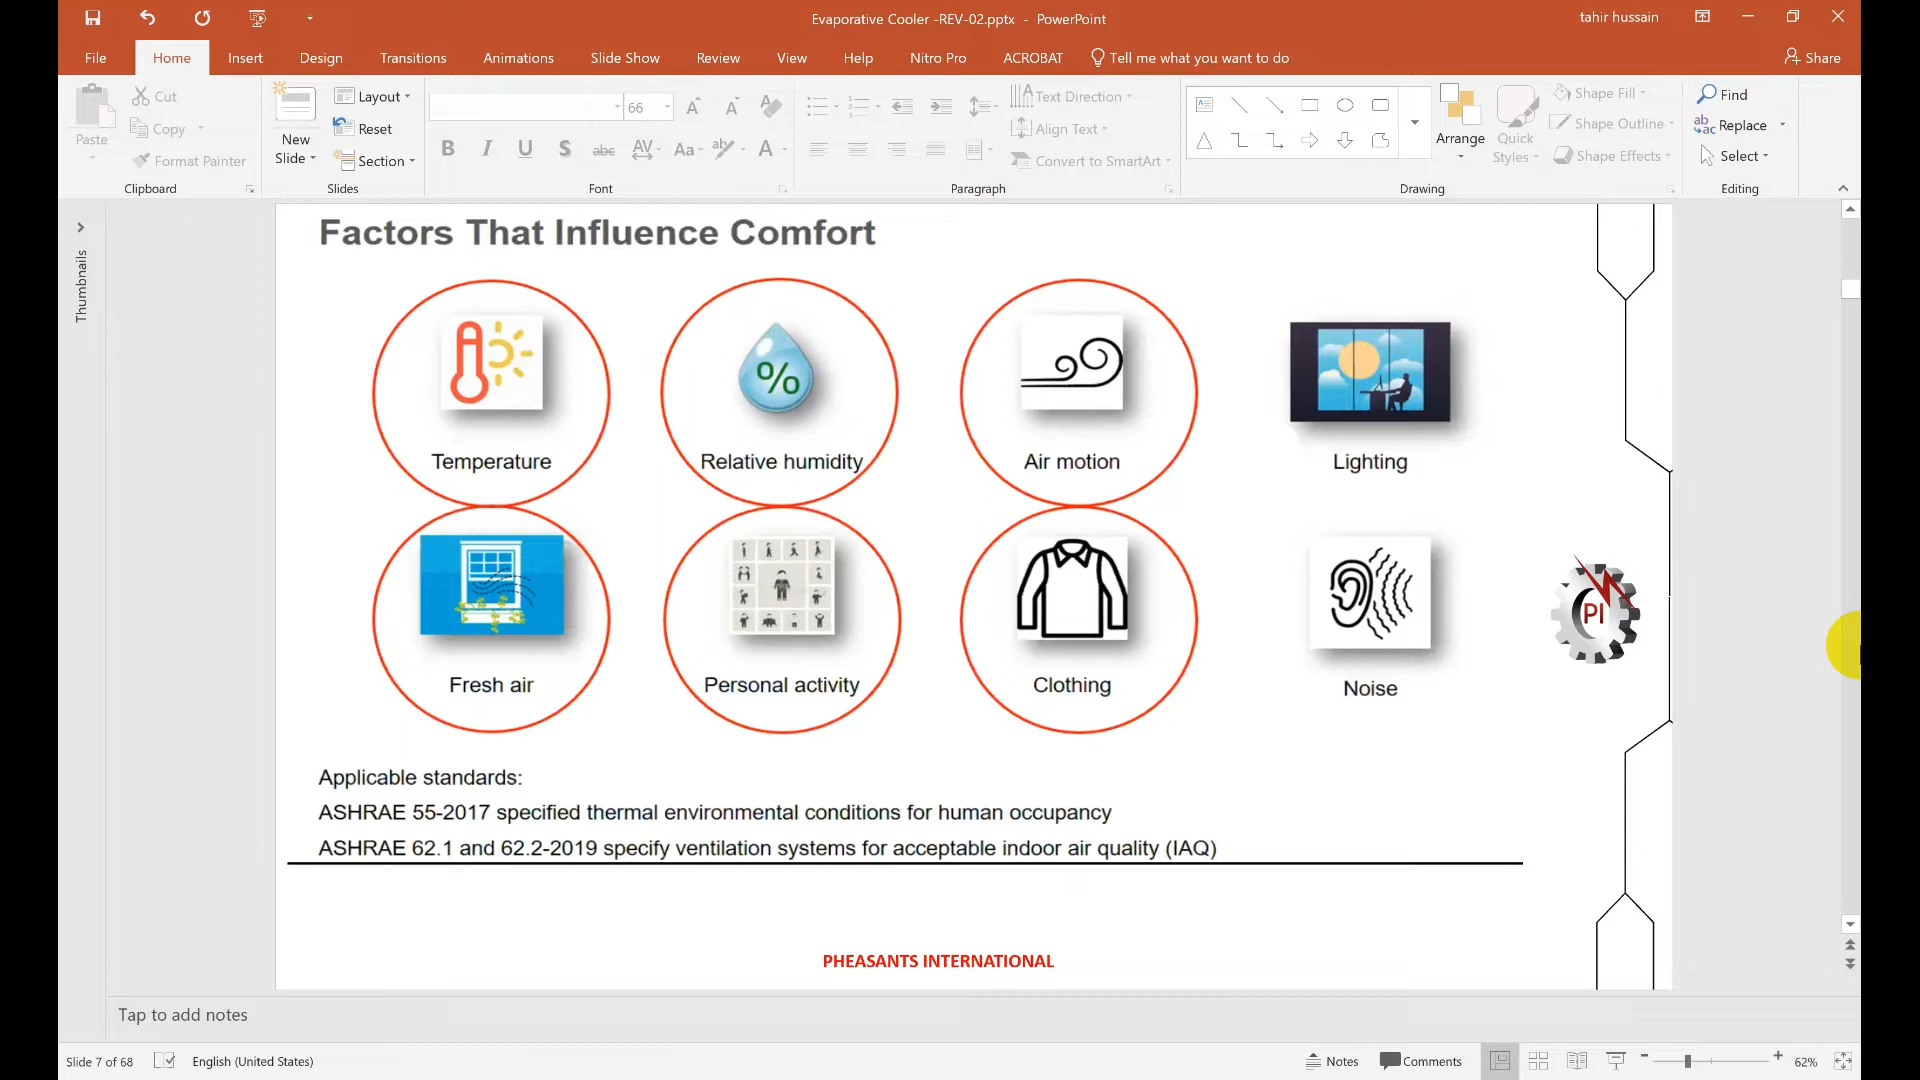 Evaporative Cooler -REV-02.pptx - PowerPoint
tahir hussain
File
Home
Insert
Design
Transitions
Animations
Slide Show
Review
View
Help
Nitro Pro
ACROBAT
Tell me what you want to do
Share
Paste
Cut
Copy
Format Painter
Clipboard
New Slide
Layout
Reset
Section
Slides
66
Font
Text Direction
Align Text
Convert to SmartArt
Paragraph
Arrange
Quick Styles
Shape Fill
Shape Outline
Shape Effects
Drawing
Find
Replace
Select
Editing
Thumbnails
Factors That Influence Comfort
%
Temperature
Relative humidity
Air motion
Lighting
Fresh air
Personal activity
Clothing
Noise
PI
Applicable standards:
ASHRAE 55-2017 specified thermal environmental conditions for human occupancy
ASHRAE 62.1 and 62.2-2019 specify ventilation systems for acceptable indoor air quality (IAQ)
PHEASANTS INTERNATIONAL
Tap to add notes
Slide 7 of 68
English (United States)
Notes
Comments
62%